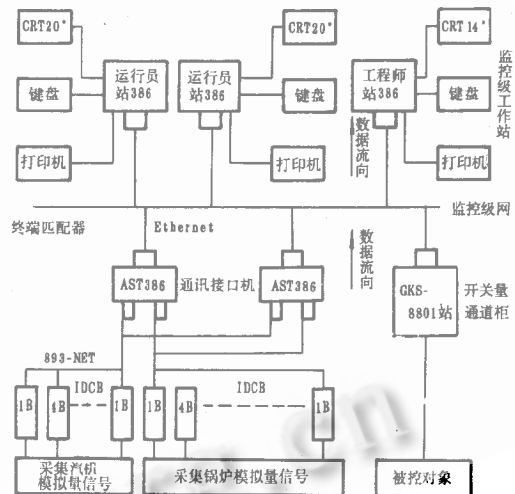 CRT20"
CRT20"
CRT14"
运行员
站386
运行员
站386
工程师
站386
键盘
键盘
键盘
打印机
打印机
打印机
数据流向
监控级工作站
监控级网
终端匹配器
Ethernet
数据流向
AST386
通讯接口机
AST386
GKS-
8801站
开关量
通道柜
893-NET
IDCB
IDCB
1B
4B
1B
1B
4B
1B
采集汽机
模拟量信号
采集锅炉模拟量信号
被控对象